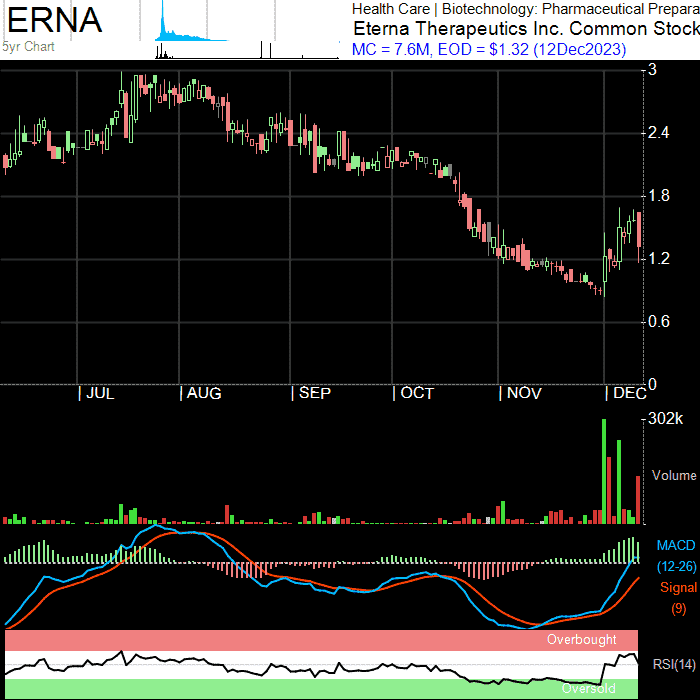 ERNA
5yr Chart
Health Care | Biotechnology: Pharmaceutical Prepara
Eterna Therapeutics Inc. Common Stock
MC = 7.6M, EOD = $1.32 (12Dec2023)
3
2.4
1.8
1.2
0.6
0
| JUL | AUG | SEP | OCT | NOV | DEC
302k
Volume
MACD
(12-26)
Signal
(9)
Overbought
RSI(14)
Oversold